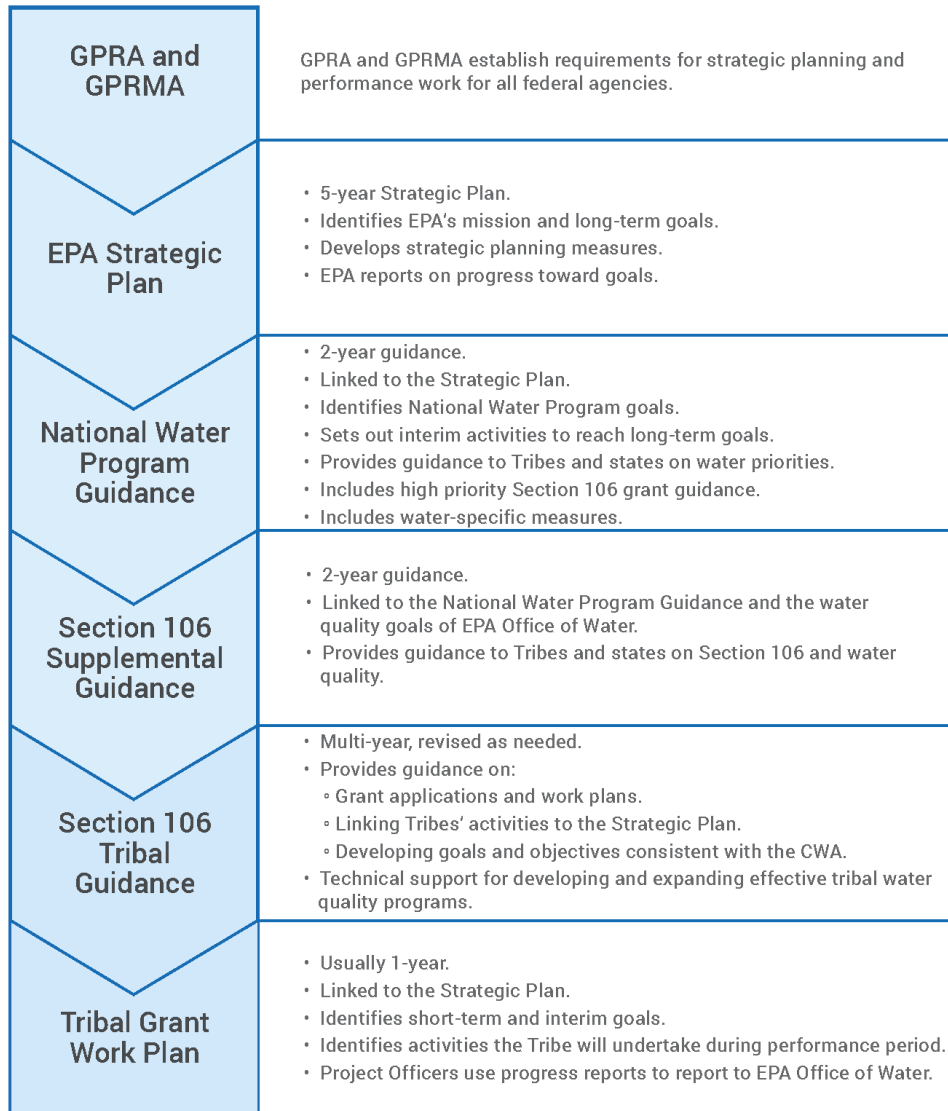 GPRA and
GPRMA
GPRA and GPRMA establish requirements for strategic planning and
performance work for all federal agencies.
EPA Strategic
Plan
• 5-year Strategic Plan.
• Identifies EPA's mission and long-term goals.
• Develops strategic planning measures.
• EPA reports on progress toward goals.
National Water
Program
Guidance
• 2-year guidance.
• Linked to the Strategic Plan.
• Identifies National Water Program goals.
• Sets out interim activities to reach long-term goals.
• Provides guidance to Tribes and states on water priorities.
• Includes high priority Section 106 grant guidance.
• Includes water-specific measures.
Section 106
Supplemental
Guidance
• 2-year guidance.
• Linked to the National Water Program Guidance and the water
quality goals of EPA Office of Water.
• Provides guidance to Tribes and states on Section 106 and water
quality.
Section 106
Tribal
Guidance
• Multi-year, revised as needed.
• Provides guidance on:
◦ Grant applications and work plans.
◦ Linking Tribes' activities to the Strategic Plan.
◦ Developing goals and objectives consistent with the CWA.
• Technical support for developing and expanding effective tribal water
quality programs.
Tribal Grant
Work Plan
• Usually 1-year.
• Linked to the Strategic Plan.
• Identifies short-term and interim goals.
• Identifies activities the Tribe will undertake during performance period.
• Project Officers use progress reports to report to EPA Office of Water.